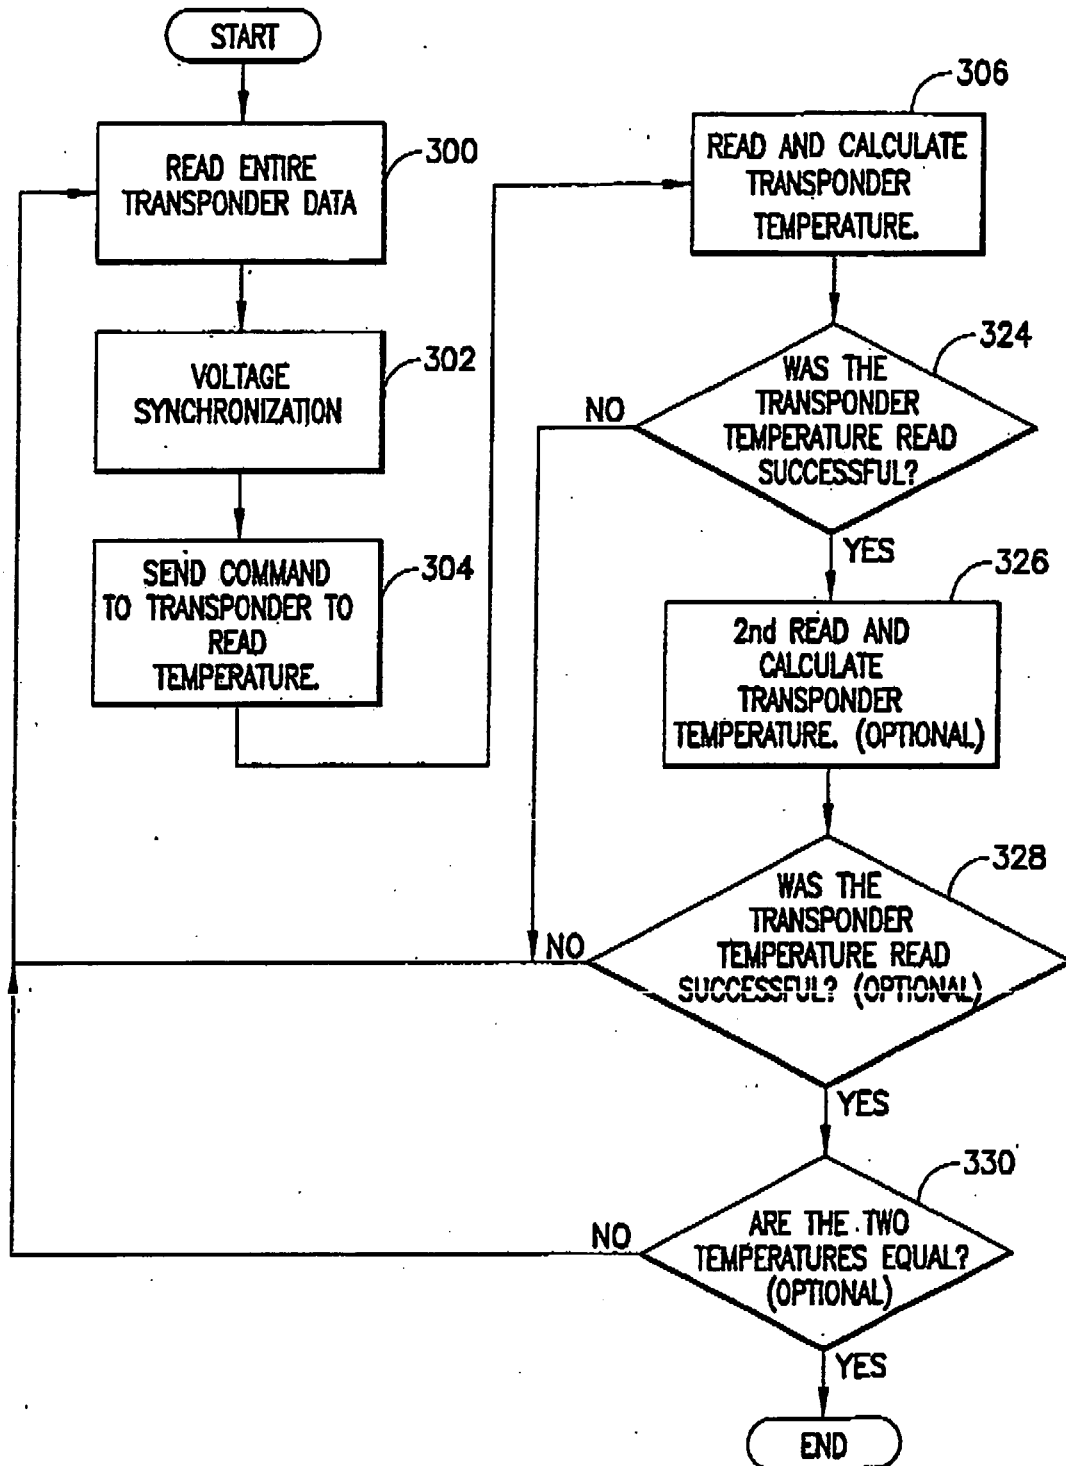 START
READ ENTIRE
TRANSPONDER DATA
300
VOLTAGE
SYNCHRONIZATION
302
SEND COMMAND
TO TRANSPONDER TO
READ
TEMPERATURE.
304
306
READ AND CALCULATE
TRANSPONDER
TEMPERATURE.
324
WAS THE
TRANSPONDER
TEMPERATURE READ
SUCCESSFUL?
NO
YES
326
2nd READ AND
CALCULATE
TRANSPONDER
TEMPERATURE. (OPTIONAL)
328
WAS THE
TRANSPONDER
TEMPERATURE READ
SUCCESSFUL? (OPTIONAL)
NO
YES
330
ARE THE TWO
TEMPERATURES EQUAL?
(OPTIONAL)
NO
YES
END